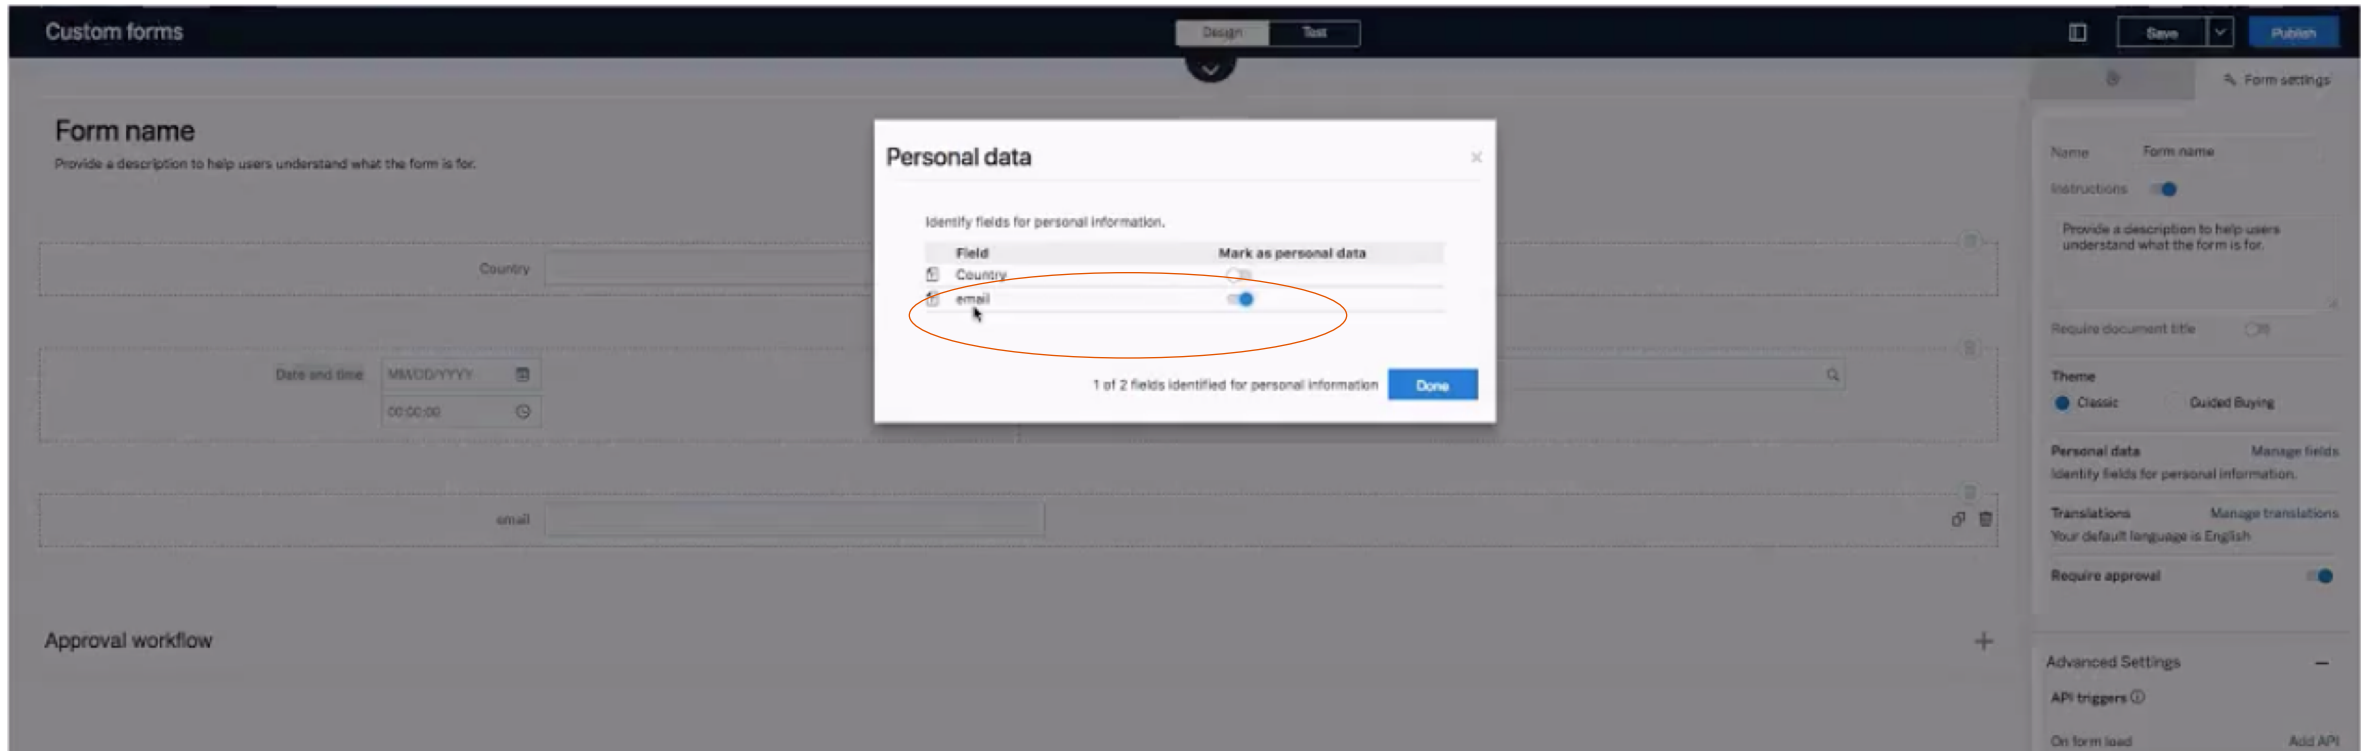 Custom forms
Design
Test
Save
Publish
Form settings
Form name
Provide a description to help users understand what the form is for.
Country
Date and time
MM/DD/YYYY
00:00:00
email
Approval workflow
Personal data
Identify fields for personal information.
Field Mark as personal data
Country
email
1 of 2 fields identified for personal information
Done
Name Form name
Instructions
Provide a description to help users
understand what the form is for.
Require document title
Theme
Classic Guided Buying
Personal data Manage fields
Identify fields for personal information.
Translations Manage translations
Your default language is English
Require approval
Advanced Settings
API triggers
On form load Add API